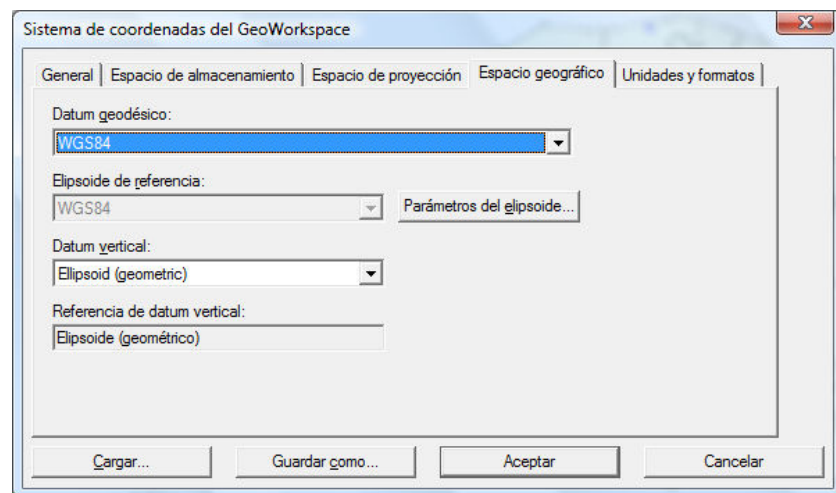 Sistema de coordenadas del GeoWorkspace
General Espacio de almacenamiento Espacio de proyección Espacio geográfico Unidades y formatos
Datum geodésico:
WGS84
Elipsoide de referencia:
WGS84 Parámetros del elipsoide...
Datum vertical:
Ellipsoid (geometric)
Referencia de datum vertical:
Elipsoide (geométrico)
Cargar... Guardar como... Aceptar Cancelar